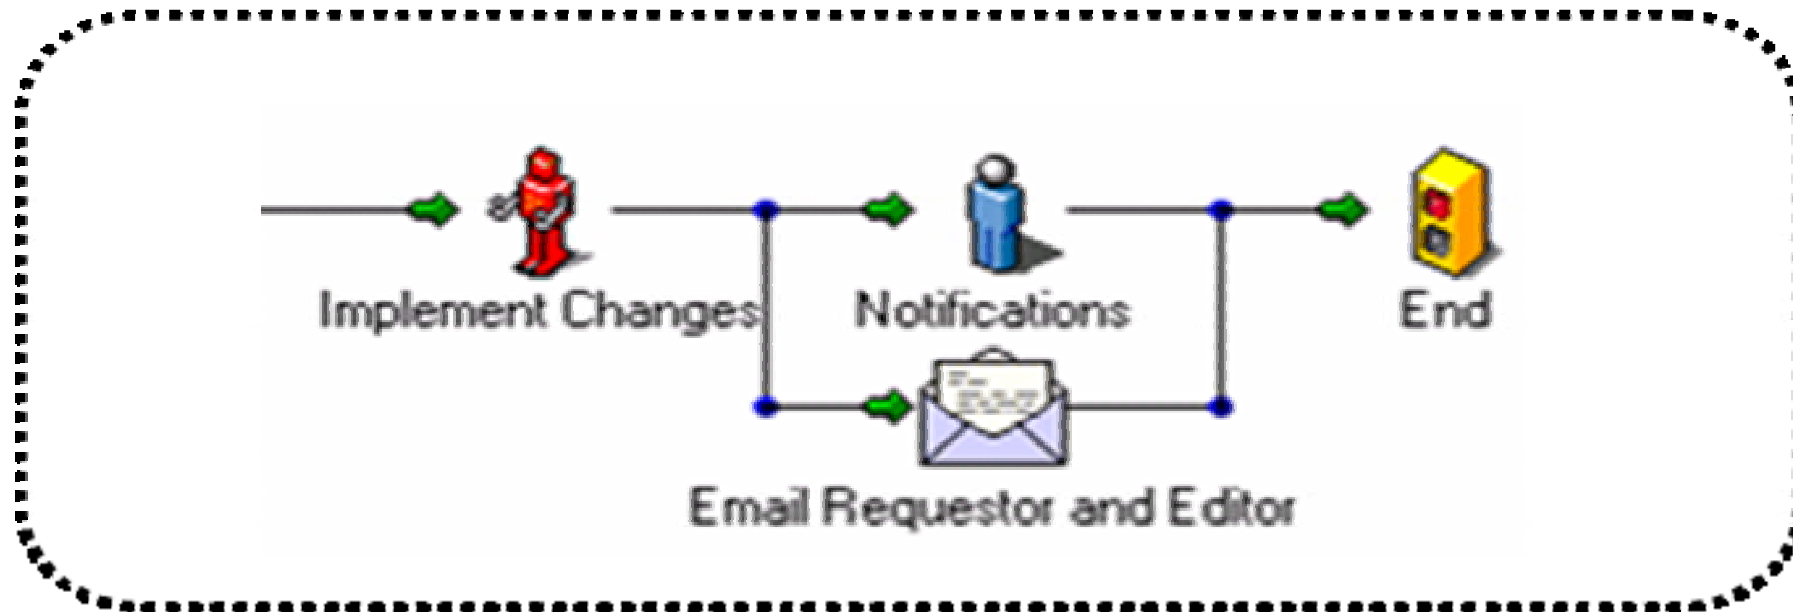 Implement Changes
Notifications
End
Email Requestor and Editor